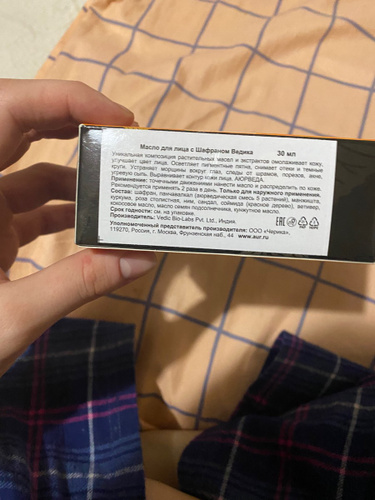 Масло для лица с Шафраном Ведика 30 мл
Уникальная композиция растительных масел и экстрактов омолаживает кожу,
улучшает цвет лица. Осветляет пигментные пятна, снимает отеки и темные
круги. Устраняет морщины вокруг глаз, следы от шрамов, порезов, акне,
угревую сыпь. Выравнивает контур кожи лица. АЮРВЕДА.
Применение: точечными движениями нанести масло и распределить по коже.
Рекомендуется применять 2 раза в день. Только для наружного применения.
Состав: шафран, панчавалкал (аюрведическая смесь 5 растений), манжишта,
куркума, роза столистная, ним, сандал, соймида (красное дерево), ветивер,
кокосовое масло, масло семян подсолнечника, кунжутное масло.
Срок годности: см. на упаковке.
Производитель: Vedic Bio-Labs Pvt. Ltd., Индия.
Уполномоченный представитель производителя: ООО «Черика».
119270, Россия, г. Москва, Фрунзенская наб., 44 www.aur.ru
EAC